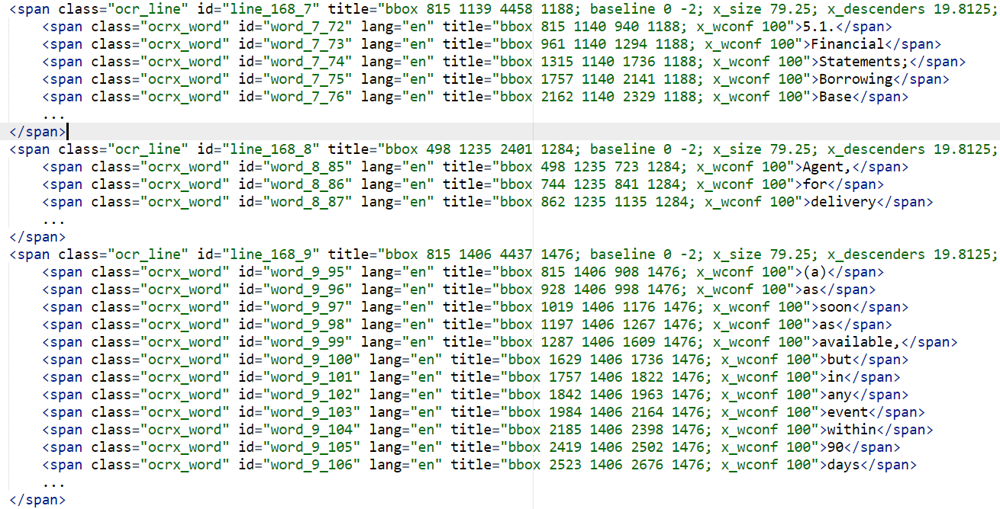 <span class="ocr_line" id="line_168_7" title="bbox 815 1139 4458 1188; baseline 0 -2; x_size 79.25; x_descenders 19.8125;
<span class="ocrx_word" id="word_7_72" lang="en" title="bbox 815 1140 940 1188; x_wconf 100">5.1.</span>
<span class="ocrx_word" id="word_7_73" lang="en" title="bbox 961 1140 1294 1188; x_wconf 100">Financial</span>
<span class="ocrx_word" id="word_7_74" lang="en" title="bbox 1315 1140 1736 1188; x_wconf 100">Statements;</span>
<span class="ocrx_word" id="word_7_75" lang="en" title="bbox 1757 1140 2141 1188; x_wconf 100">Borrowing</span>
<span class="ocrx_word" id="word_7_76" lang="en" title="bbox 2162 1140 2329 1188; x_wconf 100">Base</span>
...
</span>
<span class="ocr_line" id="line_168_8" title="bbox 498 1235 2401 1284; baseline 0 -2; x_size 79.25; x_descenders 19.8125;
<span class="ocrx_word" id="word_8_85" lang="en" title="bbox 498 1235 723 1284; x_wconf 100">Agent,</span>
<span class="ocrx_word" id="word_8_86" lang="en" title="bbox 744 1235 841 1284; x_wconf 100">for</span>
<span class="ocrx_word" id="word_8_87" lang="en" title="bbox 862 1235 1135 1284; x_wconf 100">delivery</span>
...
</span>
<span class="ocr_line" id="line_168_9" title="bbox 815 1406 4437 1476; baseline 0 -2; x_size 79.25; x_descenders 19.8125;
<span class="ocrx_word" id="word_9_95" lang="en" title="bbox 815 1406 908 1476; x_wconf 100">(a)</span>
<span class="ocrx_word" id="word_9_96" lang="en" title="bbox 928 1406 998 1476; x_wconf 100">as</span>
<span class="ocrx_word" id="word_9_97" lang="en" title="bbox 1019 1406 1176 1476; x_wconf 100">soon</span>
<span class="ocrx_word" id="word_9_98" lang="en" title="bbox 1197 1406 1267 1476; x_wconf 100">as</span>
<span class="ocrx_word" id="word_9_99" lang="en" title="bbox 1287 1406 1609 1476; x_wconf 100">available,</span>
<span class="ocrx_word" id="word_9_100" lang="en" title="bbox 1629 1406 1736 1476; x_wconf 100">but</span>
<span class="ocrx_word" id="word_9_101" lang="en" title="bbox 1757 1406 1822 1476; x_wconf 100">in</span>
<span class="ocrx_word" id="word_9_102" lang="en" title="bbox 1842 1406 1963 1476; x_wconf 100">any</span>
<span class="ocrx_word" id="word_9_103" lang="en" title="bbox 1984 1406 2164 1476; x_wconf 100">event</span>
<span class="ocrx_word" id="word_9_104" lang="en" title="bbox 2185 1406 2398 1476; x_wconf 100">within</span>
<span class="ocrx_word" id="word_9_105" lang="en" title="bbox 2419 1406 2502 1476; x_wconf 100">90</span>
<span class="ocrx_word" id="word_9_106" lang="en" title="bbox 2523 1406 2676 1476; x_wconf 100">days</span>
...
</span>